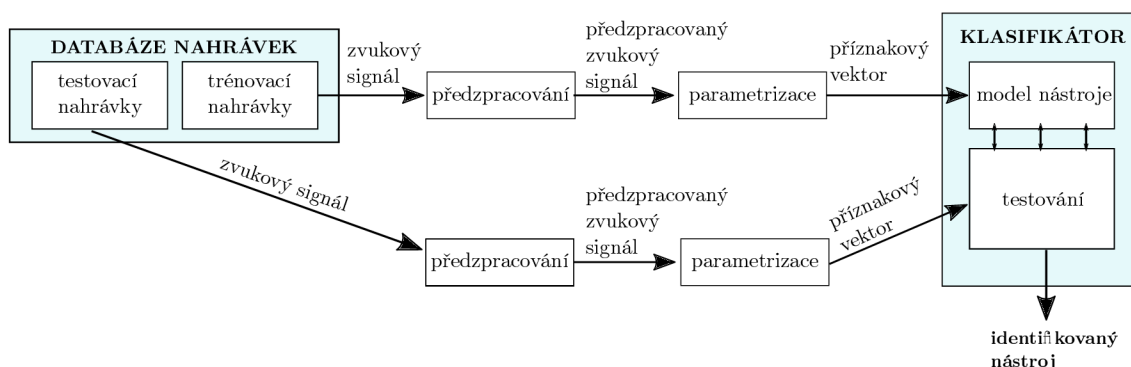 DATABÁZE NAHRÁVEK
testovací
nahrávky
trénovací
nahrávky
zvukový
signál
předzpracování
předzpracovaný
zvukový
signál
parametrizace
příznakový
vektor
KLASIFIKÁTOR
model nástroje
testování
zvukový signál
předzpracování
předzpracovaný
zvukový
signál
parametrizace
příznakový
vektor
identifikovaný
nástroj